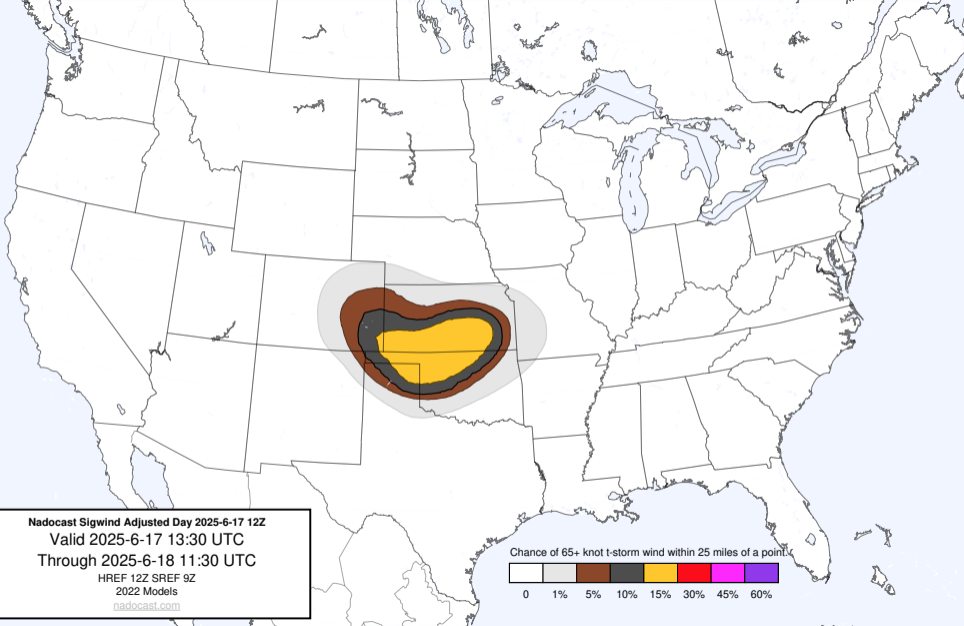 Nadocast Sigwind Adjusted Day 2025-6-17 12Z
Valid 2025-6-17 13:30 UTC
Through 2025-6-18 11:30 UTC
HREF 12Z SREF 9Z
2022 Models
nadocast.com
Chance of 65+ knot t-storm wind within 25 miles of a point.
0 1% 5% 10% 15% 30% 45% 60%